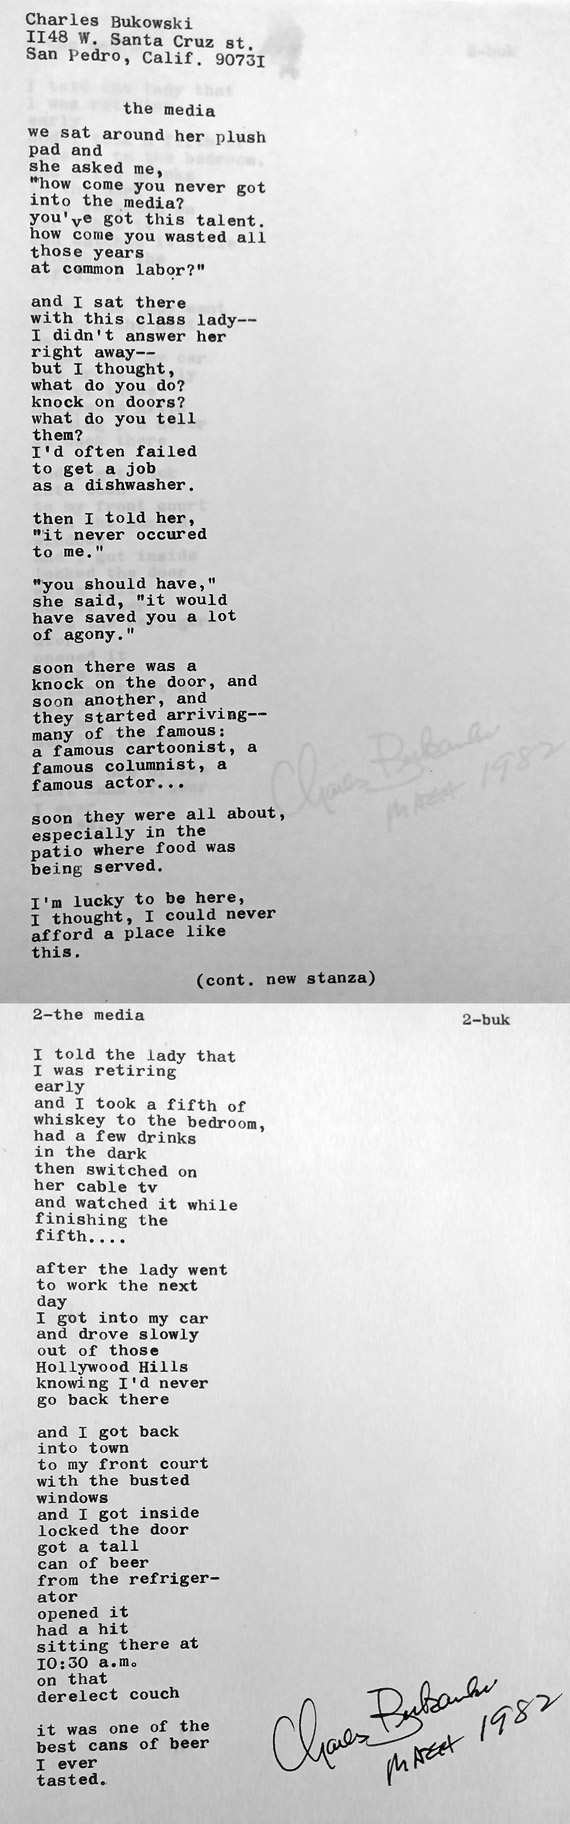 Charles Bukowski
II48 W. Santa Cruz st.
San Pedro, Calif. 9073I
the media
we sat around her plush
pad and
she asked me,
"how come you never got
into the media?
you've got this talent.
how come you wasted all
those years
at common labor?"
and I sat there
with this class lady--
I didn't answer her
right away--
but I thought,
what do you do?
knock on doors?
what do you tell
them?
I'd often failed
to get a job
as a dishwasher.
then I told her,
"it never occured
to me."
"you should have,"
she said, "it would
have saved you a lot
of agony."
soon there was a
knock on the door, and
soon another, and
they started arriving--
many of the famous:
a famous cartoonist, a
famous columnist, a
famous actor...
soon they were all about,
especially in the
patio where food was
being served.
I'm lucky to be here,
I thought, I could never
afford a place like
this.
(cont. new stanza)
2-the media
2-buk
I told the lady that
I was retiring
early
and I took a fifth of
whiskey to the bedroom,
had a few drinks
in the dark
then switched on
her cable tv
and watched it while
finishing the
fifth....
after the lady went
to work the next
day
I got into my car
and drove slowly
out of those
Hollywood Hills
knowing I'd never
go back there
and I got back
into town
to my front court
with the busted
windows
and I got inside
locked the door
got a tall
can of beer
from the refriger-
ator
opened it
had a hit
sitting there at
I0:30 a.m.
on that
derelect couch
it was one of the
best cans of beer
I ever
tasted.
Charles Bukowski
1982